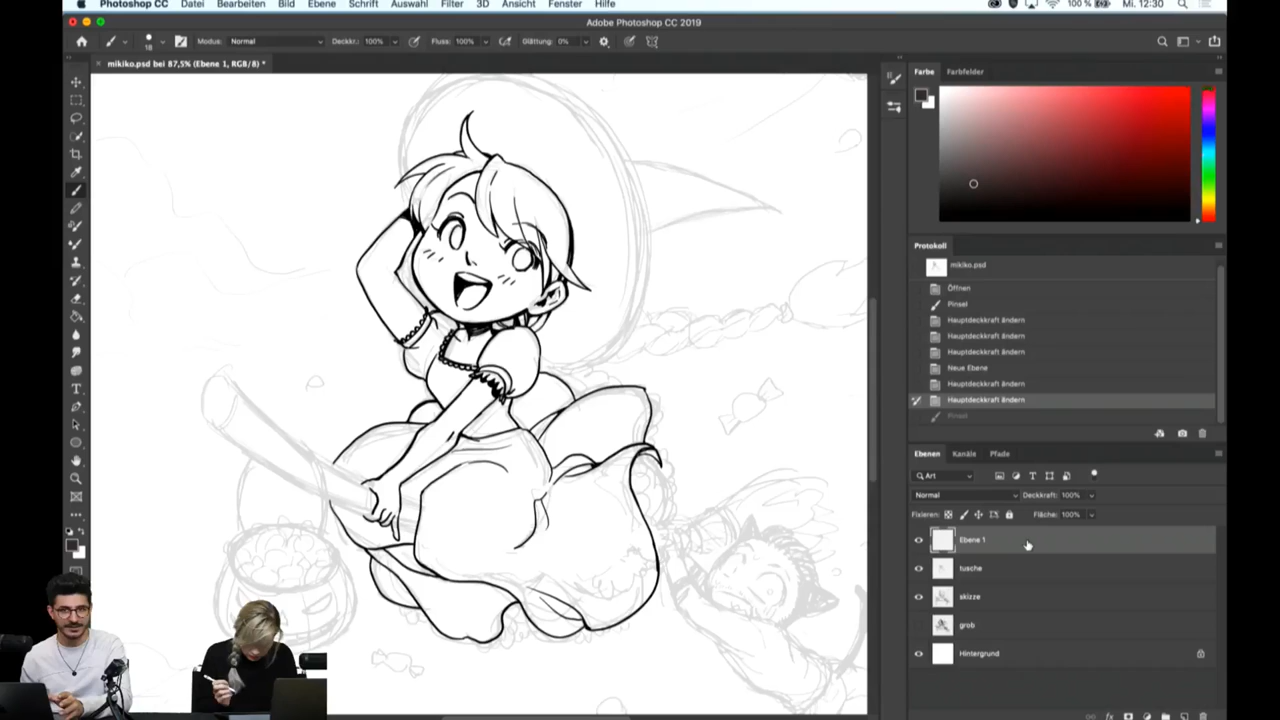 Photoshop CC Datei Bearbeiten Bild Ebene Schrift Auswahl Filter 3D Ansicht Fenster Hilfe 100 % Mi. 12:30
Adobe Photoshop CC 2019
18 Modus: Normal Deckkr.: 100% Fluss: 100% Glättung: 0%
× mikiko.psd bei 87,5% (Ebene 1, RGB/8) *
Farbe Farbfelder
Protokoll
mikiko.psd
Öffnen
Pinsel
Hauptdeckkraft ändern
Hauptdeckkraft ändern
Hauptdeckkraft ändern
Neue Ebene
Hauptdeckkraft ändern
Hauptdeckkraft ändern
Pinsel
Ebenen Kanäle Pfade
Art
Normal Deckkraft: 100%
Fixieren: Fläche: 100%
Ebene 1
tusche
skizze
grob
Hintergrund